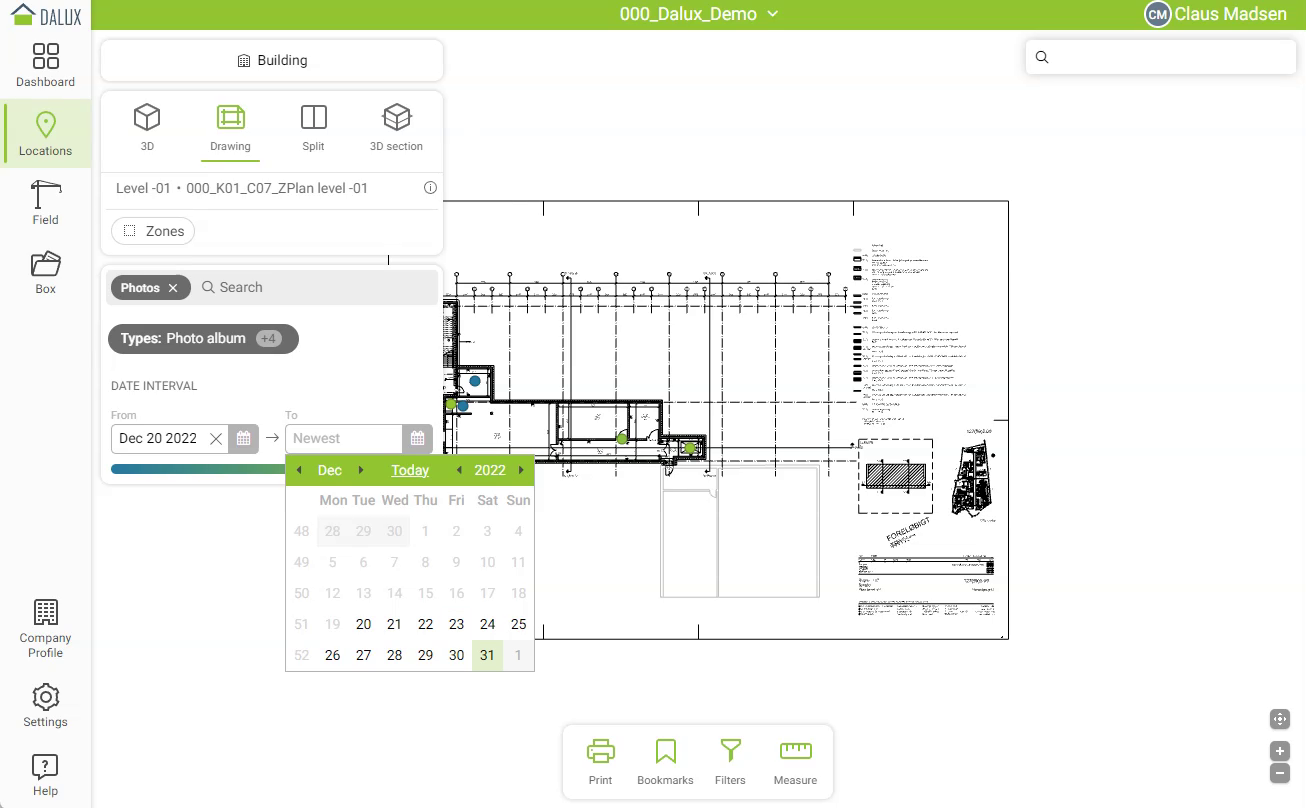 DALUX
000_Dalux_Demo
CM Claus Madsen
Dashboard
Locations
Field
Box
Company
Profile
Settings
Help
Building
3D
Drawing
Split
3D section
Level -01 • 000_K01_C07_ZPlan level -01
Zones
Photos
Search
Types: Photo album +4
DATE INTERVAL
From
To
Dec 20 2022
Newest
Dec Today 2022
Mon Tue Wed Thu Fri Sat Sun
48 28 29 30 1 2 3 4
49 5 6 7 8 9 10 11
50 12 13 14 15 16 17 18
51 19 20 21 22 23 24 25
52 26 27 28 29 30 31 1
FORELØBIGT
Print
Bookmarks
Filters
Measure